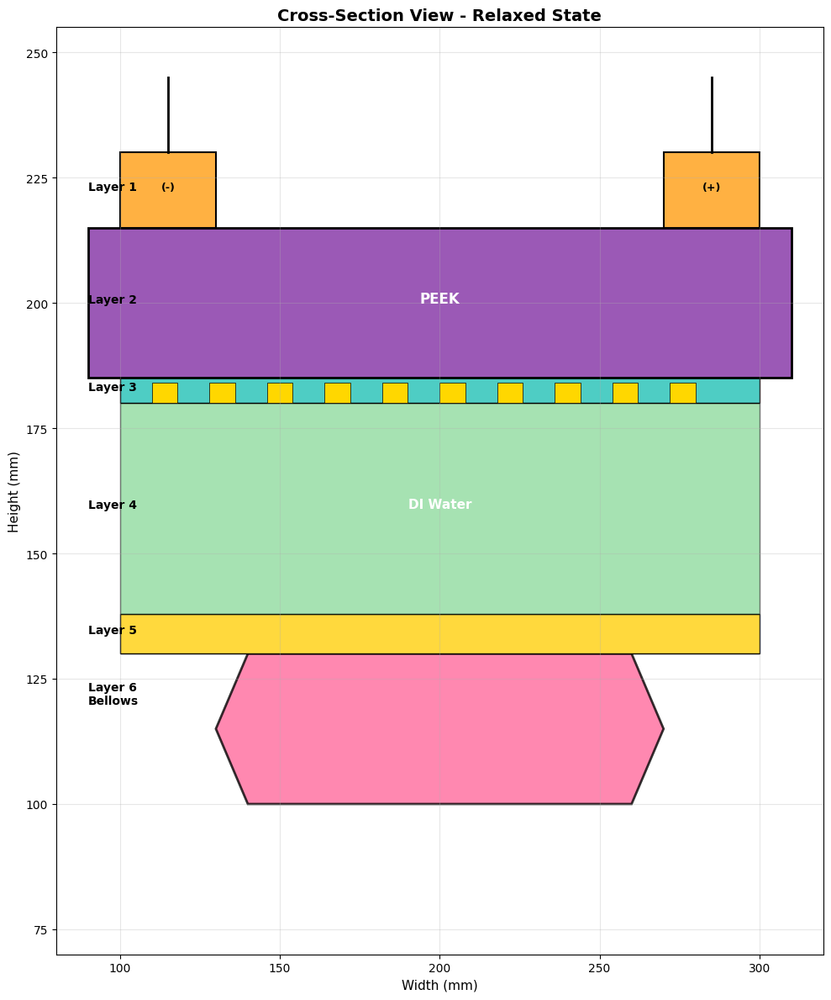 Cross-Section View - Relaxed State
250
225
200
175
150
125
100
75
Height (mm)
Layer 1
(-)
(+)
Layer 2
PEEK
Layer 3
Layer 4
DI Water
Layer 5
Layer 6
Bellows
100
150
200
250
300
Width (mm)